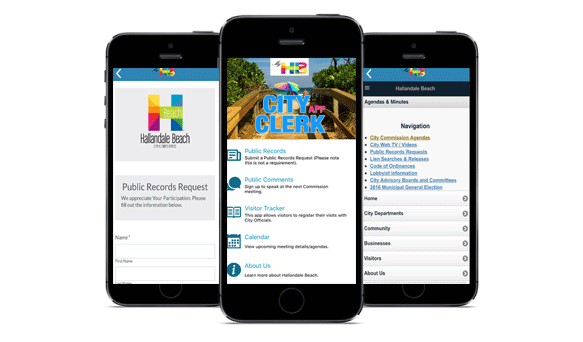 Hallandale Beach
Public Records Request
We appreciate Your Participation. Please
fill out the information below.
Name*
First Name
my HB
CITY
APP
CLERK
Public Records
Submit a Public Records Request (Please note
this is not a requirement).
Public Comments
Sign up to speak at the next Commission
meeting.
Visitor Tracker
This app allows visitors to register their visits with
City Officials.
Calendar
View upcoming meeting details/agendas.
About Us
Learn more about Hallandale Beach.
HB
Hallandale Beach
Agendas & Minutes
Navigation
City Commission Agendas
City Web TV / Videos
Public Records Requests
Lien Searches & Releases
Code of Ordinances
Lobbyist Information
City Advisory Boards and Committees
2016 Municipal General Election
Home
City Departments
Community
Businesses
Visitors
About Us